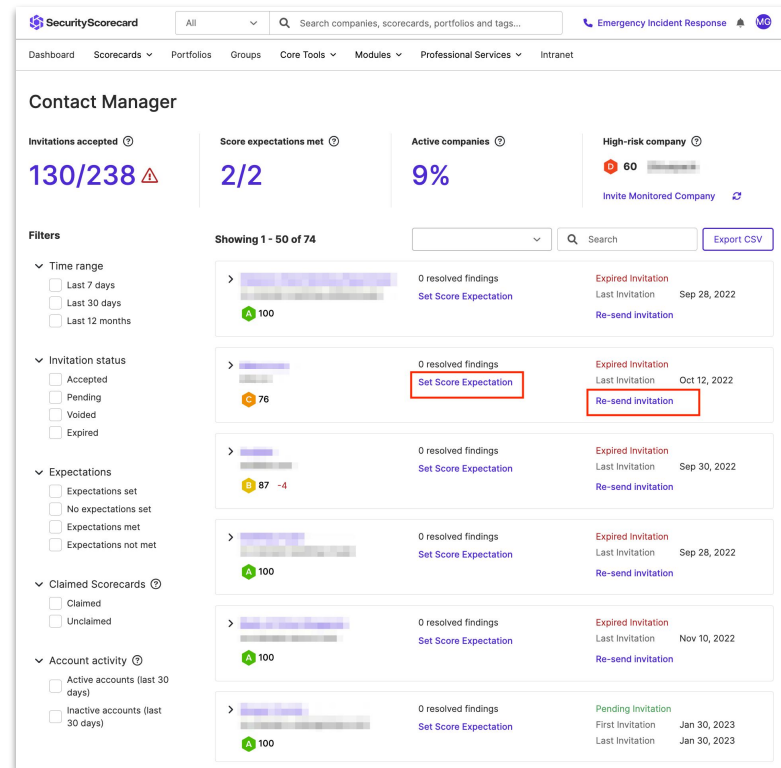 SecurityScorecard
All
Search companies, scorecards, portfolios and tags...
Emergency Incident Response
MG
Dashboard Scorecards Portfolios Groups Core Tools Modules Professional Services Intranet
Contact Manager
Invitations accepted ?
130/238
Score expectations met ?
2/2
Active companies ?
9%
High-risk company ?
D 60
Invite Monitored Company
Filters
Time range
Last 7 days
Last 30 days
Last 12 months
Invitation status
Accepted
Pending
Voided
Expired
Expectations
Expectations set
No expectations set
Expectations met
Expectations not met
Claimed Scorecards ?
Claimed
Unclaimed
Account activity ?
Active accounts (last 30
days)
Inactive accounts (last
30 days)
Showing 1 - 50 of 74
Search
Export CSV
0 resolved findings
Set Score Expectation
A 100
Expired Invitation
Last Invitation Sep 28, 2022
Re-send invitation
0 resolved findings
Set Score Expectation
C 76
Expired Invitation
Last Invitation Oct 12, 2022
Re-send invitation
0 resolved findings
Set Score Expectation
B 87 -4
Expired Invitation
Last Invitation Sep 30, 2022
Re-send invitation
0 resolved findings
Set Score Expectation
A 100
Expired Invitation
Last Invitation Sep 28, 2022
Re-send invitation
0 resolved findings
Set Score Expectation
A 100
Expired Invitation
Last Invitation Nov 10, 2022
Re-send invitation
0 resolved findings
Set Score Expectation
A 100
Pending Invitation
First Invitation Jan 30, 2023
Last Invitation Jan 30, 2023